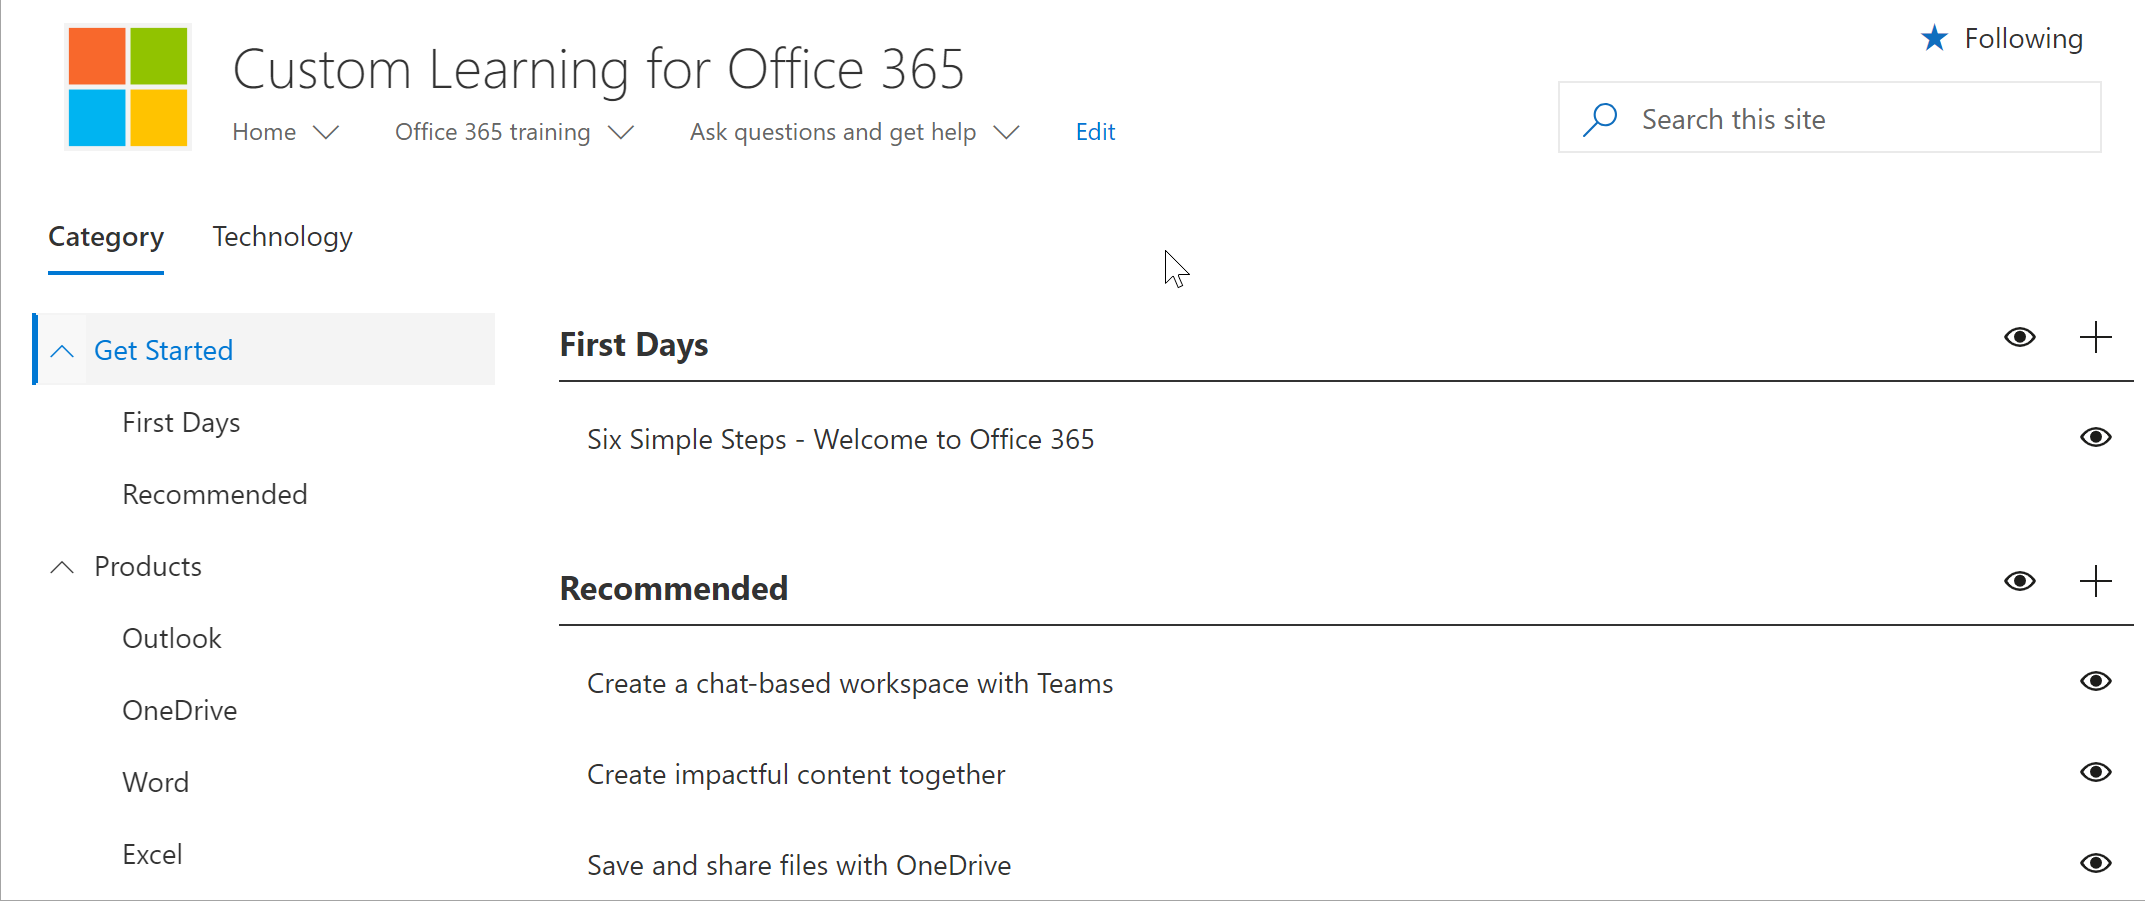 Following
Custom Learning for Office 365
Search this site
Home Office 365 training Ask questions and get help Edit
Category Technology
Get Started
First Days
Recommended
Products
Outlook
OneDrive
Word
Excel
First Days
Six Simple Steps - Welcome to Office 365
Recommended
Create a chat-based workspace with Teams
Create impactful content together
Save and share files with OneDrive